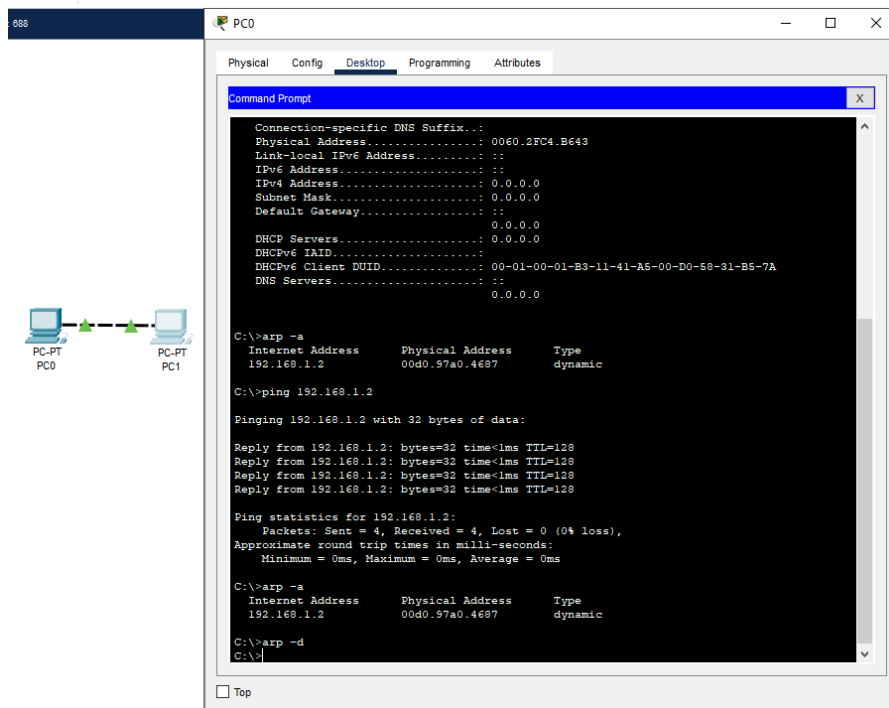 : 688
PC0
Physical Config Desktop Programming Attributes
Command Prompt
X
Connection-specific DNS Suffix..:
Physical Address................: 0060.2FC4.B643
Link-local IPv6 Address.........: ::
IPv6 Address....................: ::
IPv4 Address....................: 0.0.0.0
Subnet Mask.....................: 0.0.0.0
Default Gateway.................: ::
0.0.0.0
DHCP Servers....................: 0.0.0.0
DHCPv6 IAID.....................:
DHCPv6 Client DUID..............: 00-01-00-01-B3-11-41-A5-00-D0-58-31-B5-7A
DNS Servers.....................: ::
0.0.0.0
C:\>arp -a
Internet Address Physical Address Type
192.168.1.2 00d0.97a0.4687 dynamic
C:\>ping 192.168.1.2
Pinging 192.168.1.2 with 32 bytes of data:
Reply from 192.168.1.2: bytes=32 time<1ms TTL=128
Reply from 192.168.1.2: bytes=32 time<1ms TTL=128
Reply from 192.168.1.2: bytes=32 time<1ms TTL=128
Reply from 192.168.1.2: bytes=32 time<1ms TTL=128
Ping statistics for 192.168.1.2:
Packets: Sent = 4, Received = 4, Lost = 0 (0% loss),
Approximate round trip times in milli-seconds:
Minimum = 0ms, Maximum = 0ms, Average = 0ms
C:\>arp -a
Internet Address Physical Address Type
192.168.1.2 00d0.97a0.4687 dynamic
C:\>arp -d
C:\>
Top
PC-PT
PC0
PC-PT
PC1